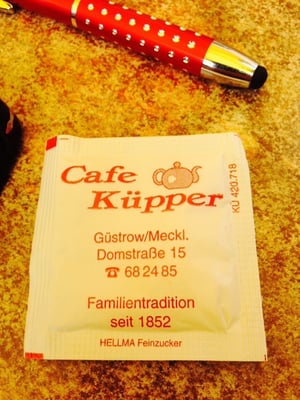 Cafe
Küpper
Güstrow/Meckl.
Domstraße 15
☎ 68 24 85
Familientradition
seit 1852
HELLMA Feinzucker
KÜ 420.718